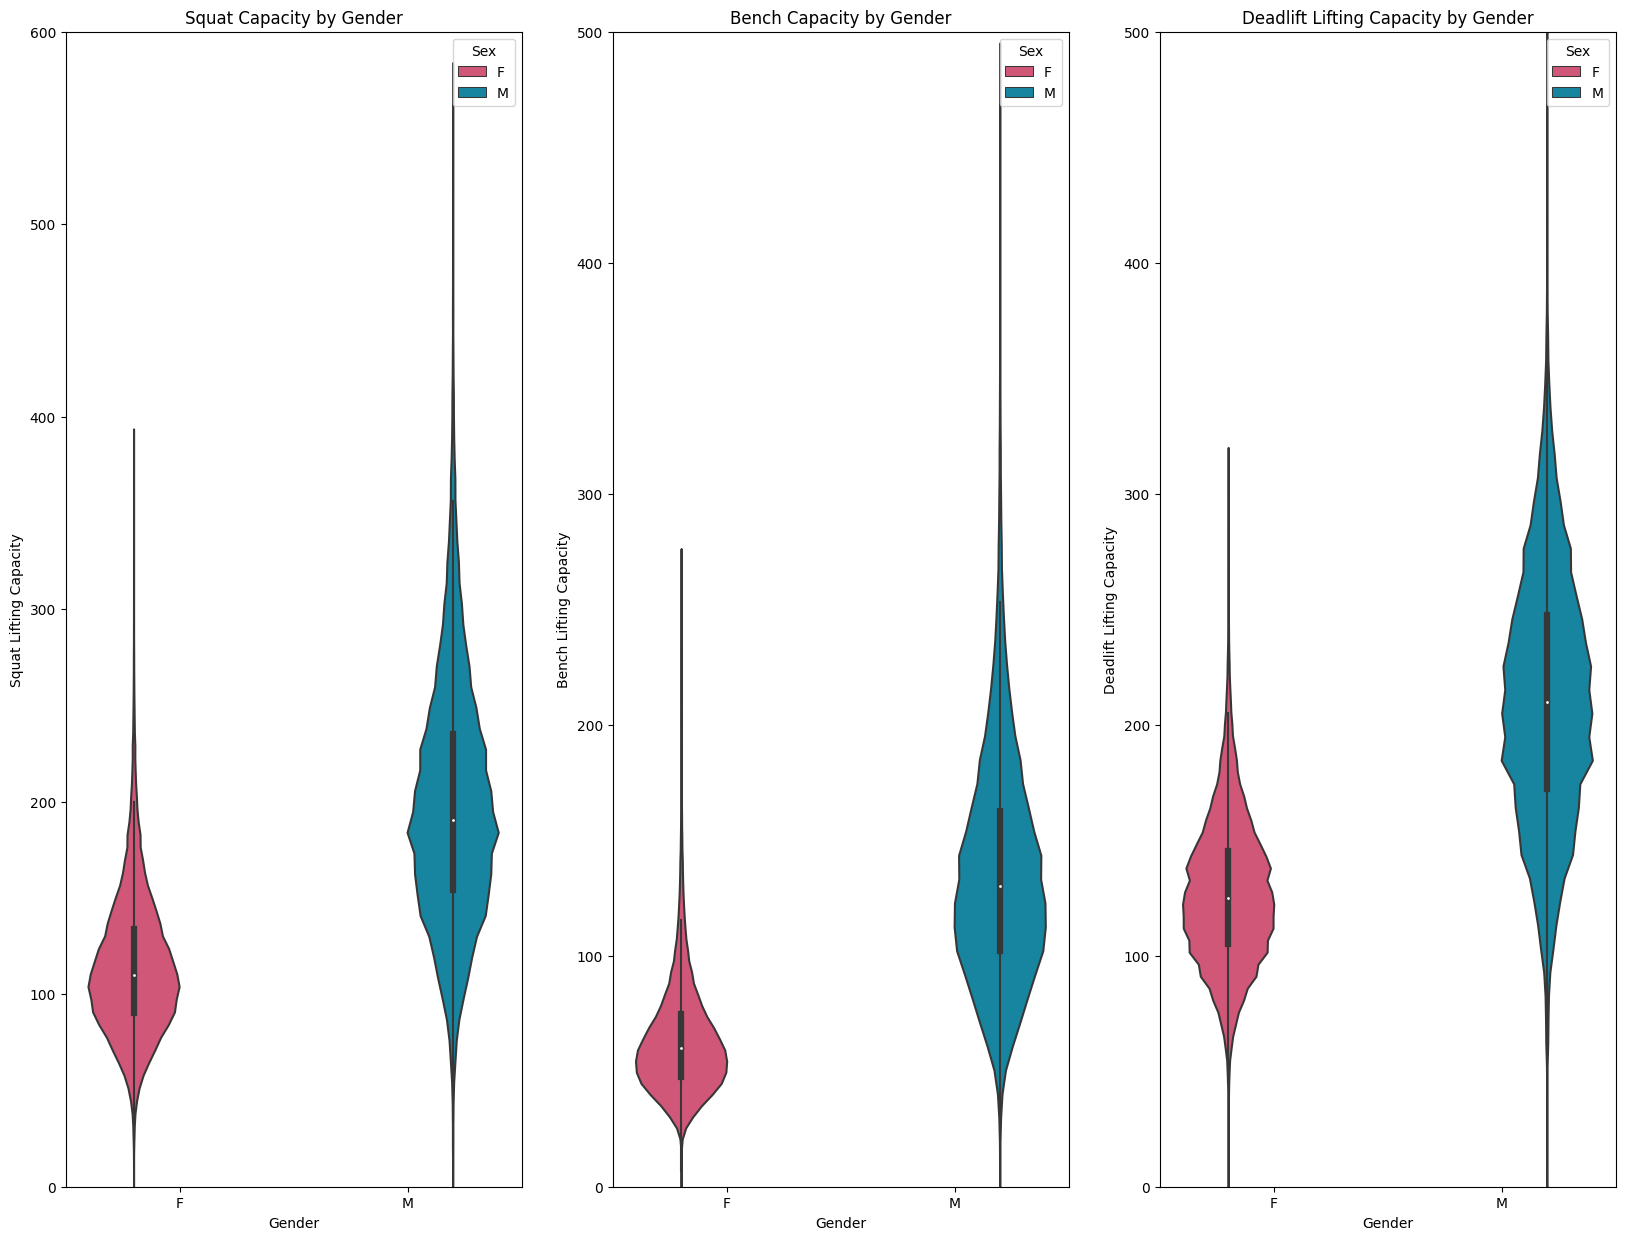 Squat Capacity by Gender
Squat Lifting Capacity
600
500
400
300
200
100
0
F
M
Gender
Sex
F
M
Bench Capacity by Gender
Bench Lifting Capacity
500
400
300
200
100
0
F
M
Gender
Sex
F
M
Deadlift Lifting Capacity by Gender
Deadlift Lifting Capacity
500
400
300
200
100
0
F
M
Gender
Sex
F
M